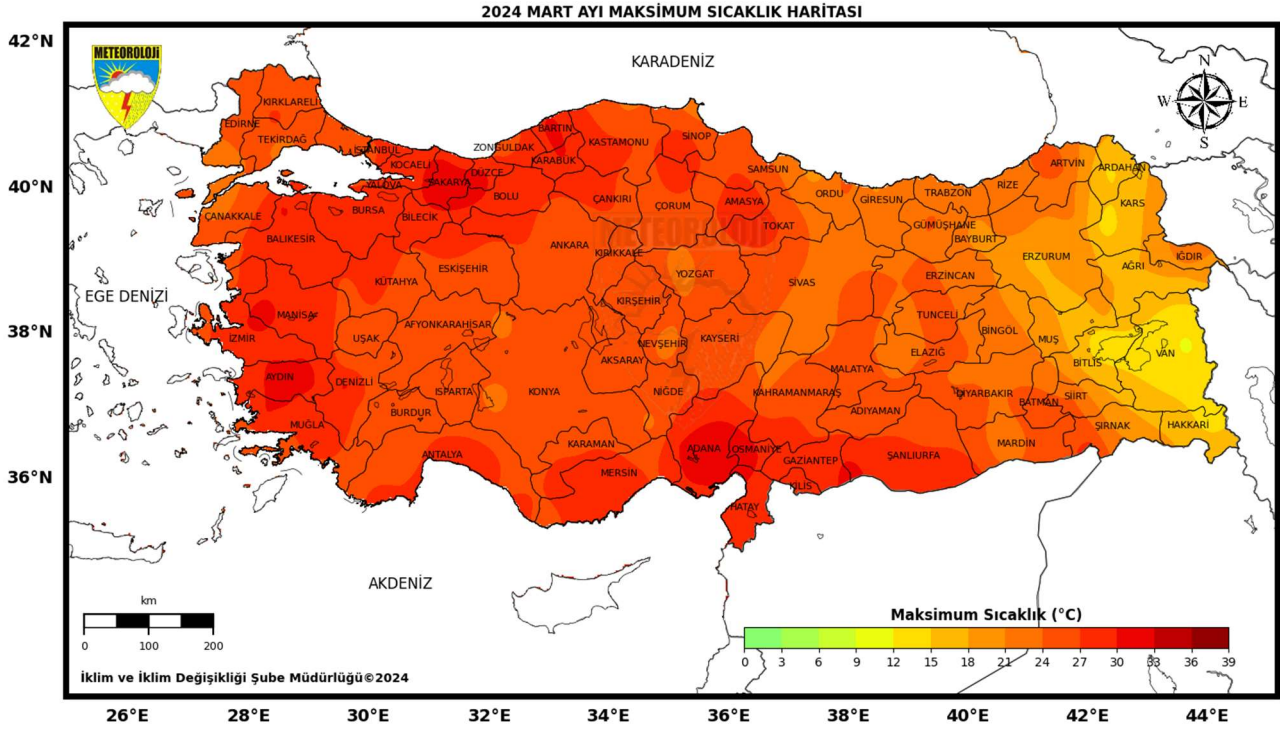 2024 MART AYI MAKSİMUM SICAKLIK HARİTASI
42°N
40°N
38°N
36°N
METEOROLOJİ
KARADENİZ
N
W
E
S
KIRKLARELİ
EDİRNE
TEKİRDAĞ
İSTANBUL
KOCAELİ
YALOVA
SAKARYA
DÜZCE
ZONGULDAK
BARTIN
KARABÜK
KASTAMONU
SİNOP
SAMSUN
ORDU
GİRESUN
TRABZON
RİZE
ARTVİN
ARDAHAN
KARS
ÇANAKKALE
BURSA
BİLECİK
BOLU
ÇANKIRI
ÇORUM
AMASYA
TOKAT
GÜMÜŞHANE
BAYBURT
BALIKESİR
ANKARA
KIRIKKALE
METEOROLOJİ
ERZURUM
AĞRI
IĞDIR
EGE DENİZİ
KÜTAHYA
ESKİŞEHİR
YOZGAT
SİVAS
ERZİNCAN
MANİSA
KIRŞEHİR
TUNCELİ
İZMİR
UŞAK
AFYONKARAHİSAR
NEVŞEHİR
KAYSERİ
BİNGÖL
MUŞ
ELAZIĞ
BİTLİS
VAN
AKSARAY
MALATYA
AYDIN
DENİZLİ
ISPARTA
KONYA
NİĞDE
KAHRAMANMARAŞ
DİYARBAKIR
BATMAN
SİİRT
BURDUR
ADIYAMAN
MUĞLA
ŞIRNAK
HAKKARİ
KARAMAN
MARDİN
ANTALYA
ADANA
OSMANİYE
GAZİANTEP
ŞANLIURFA
MERSİN
KİLİS
HATAY
AKDENİZ
km
0 100 200
Maksimum Sıcaklık (°C)
0 3 6 9 12 15 18 21 24 27 30 33 36 39
İklim ve İklim Değişikliği Şube Müdürlüğü©2024
26°E 28°E 30°E 32°E 34°E 36°E 38°E 40°E 42°E 44°E